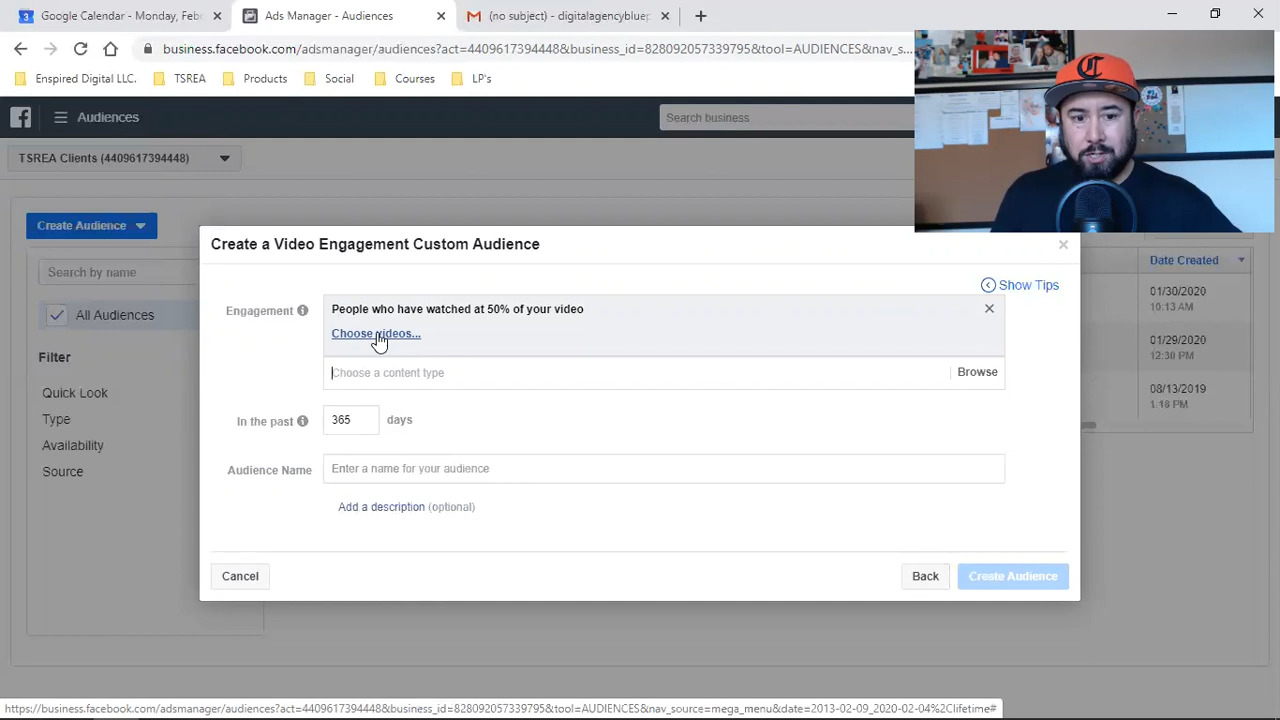 Google Calendar - Monday, Febr
Ads Manager - Audiences
(no subject) - digitalagencybluep
business.facebook.com/adsmanager/audiences?act=4409617394448&business_id=828092057339795&tool=AUDIENCES&nav_s...
Enspired Digital LLC.
TSREA
Products
Social
Courses
LP's
Audiences
Search business
TSREA Clients (4409617394448)
Create Audience
Search by name
All Audiences
Filter
Quick Look
Type
Availability
Source
Create a Video Engagement Custom Audience
Show Tips
Engagement
People who have watched at 50% of your video
Choose videos...
Choose a content type
Browse
In the past
365
days
Audience Name
Enter a name for your audience
Add a description (optional)
Cancel
Back
Create Audience
Date Created
01/30/2020
10:13 AM
01/29/2020
12:30 PM
08/13/2019
1:18 PM
https://business.facebook.com/adsmanager/audiences?act=4409617394448&business_id=828092057339795&tool=AUDIENCES&nav_source=mega_menu&date=2013-02-09_2020-02-04%2Clifetime#